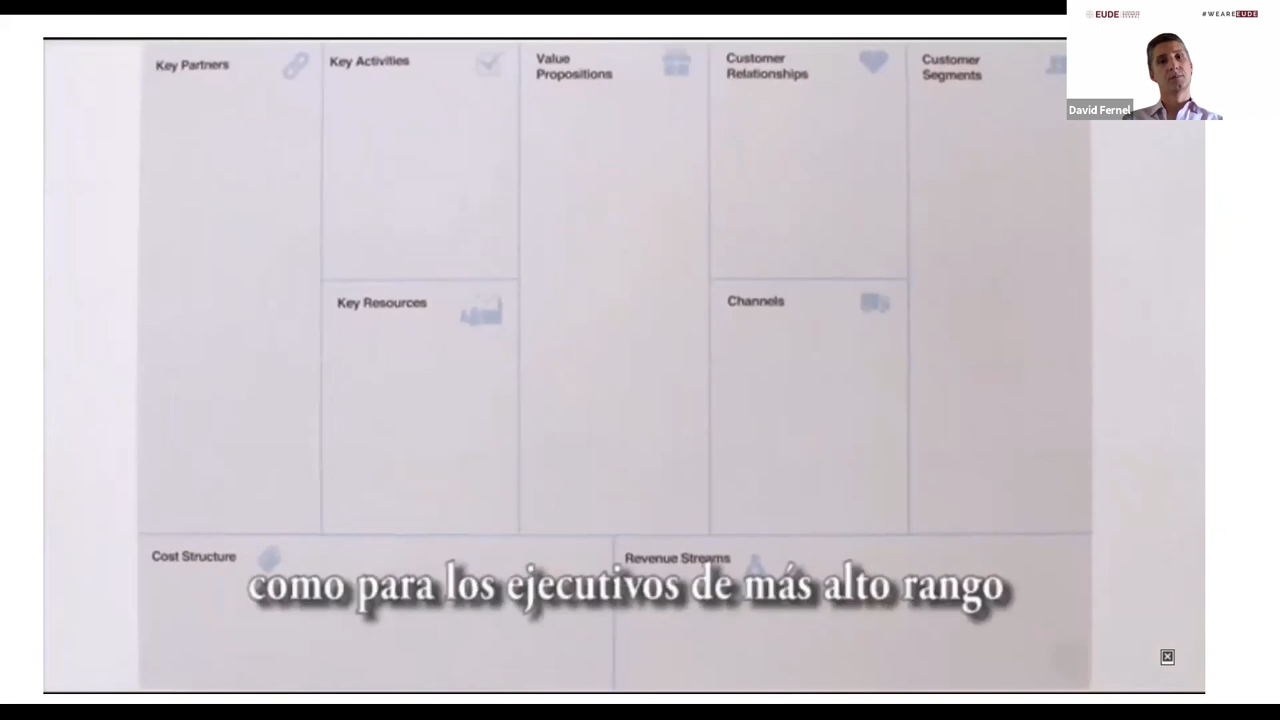 EUDE
#WEAREEUDE
David Fernel
Key Partners
Key Activities
Value
Propositions
Customer
Relationships
Customer
Segments
Key Resources
Channels
Cost Structure
Revenue Streams
como para los ejecutivos de más alto rango